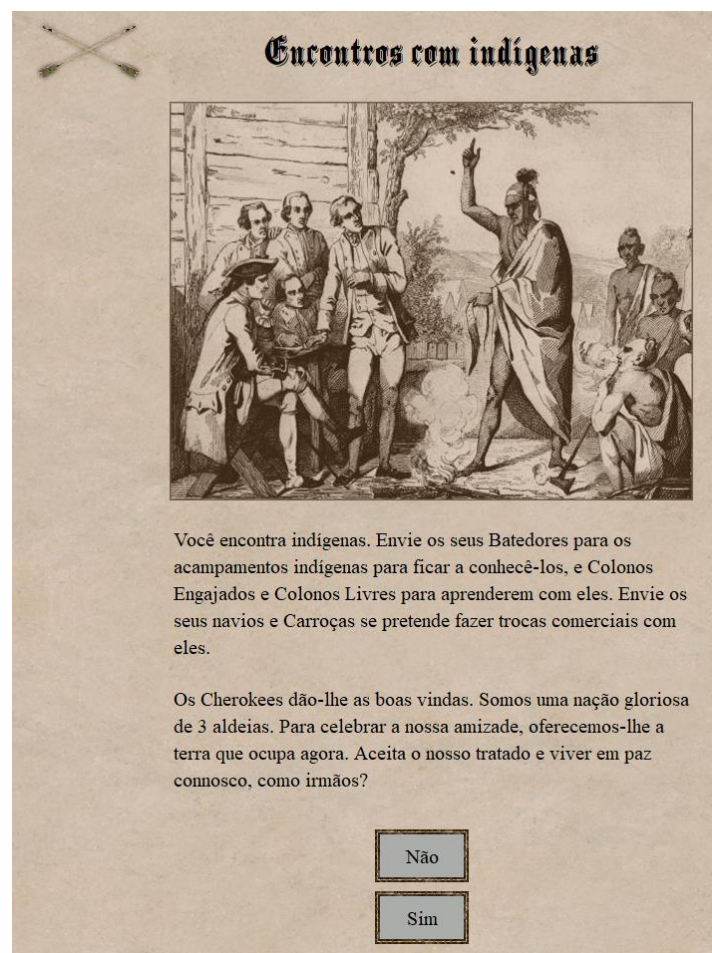 Encontros com indígenas
Você encontra indígenas. Envie os seus Batedores para os
acampamentos indígenas para ficar a conhecê-los, e Colonos
Engajados e Colonos Livres para aprenderem com eles. Envie os
seus navios e Carroças se pretende fazer trocas comerciais com
eles.
Os Cherokees dão-lhe as boas vindas. Somos uma nação gloriosa
de 3 aldeias. Para celebrar a nossa amizade, oferecemos-lhe a
terra que ocupa agora. Aceita o nosso tratado e viver em paz
connosco, como irmãos?
Não
Sim